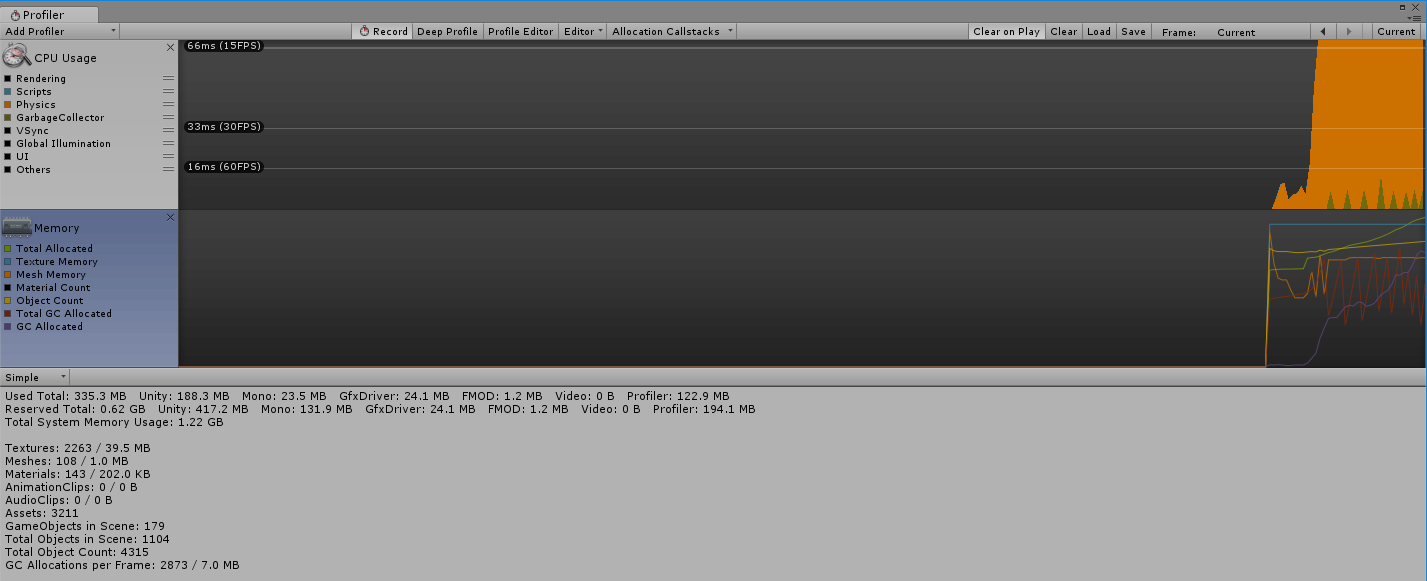 Profiler
Add Profiler Record Deep Profile Profile Editor Editor Allocation Callstacks Clear on Play Clear Load Save Frame: Current Current
CPU Usage
Rendering
Scripts
Physics
GarbageCollector
VSync
Global Illumination
UI
Others
66ms (15FPS)
33ms (30FPS)
16ms (60FPS)
Memory
Total Allocated
Texture Memory
Mesh Memory
Material Count
Object Count
Total GC Allocated
GC Allocated
Simple
Used Total: 335.3 MB Unity: 188.3 MB Mono: 23.5 MB GfxDriver: 24.1 MB FMOD: 1.2 MB Video: 0 B Profiler: 122.9 MB
Reserved Total: 0.62 GB Unity: 417.2 MB Mono: 131.9 MB GfxDriver: 24.1 MB FMOD: 1.2 MB Video: 0 B Profiler: 194.1 MB
Total System Memory Usage: 1.22 GB
Textures: 2263 / 39.5 MB
Meshes: 108 / 1.0 MB
Materials: 143 / 202.0 KB
AnimationClips: 0 / 0 B
AudioClips: 0 / 0 B
Assets: 3211
GameObjects in Scene: 179
Total Objects in Scene: 1104
Total Object Count: 4315
GC Allocations per Frame: 2873 / 7.0 MB